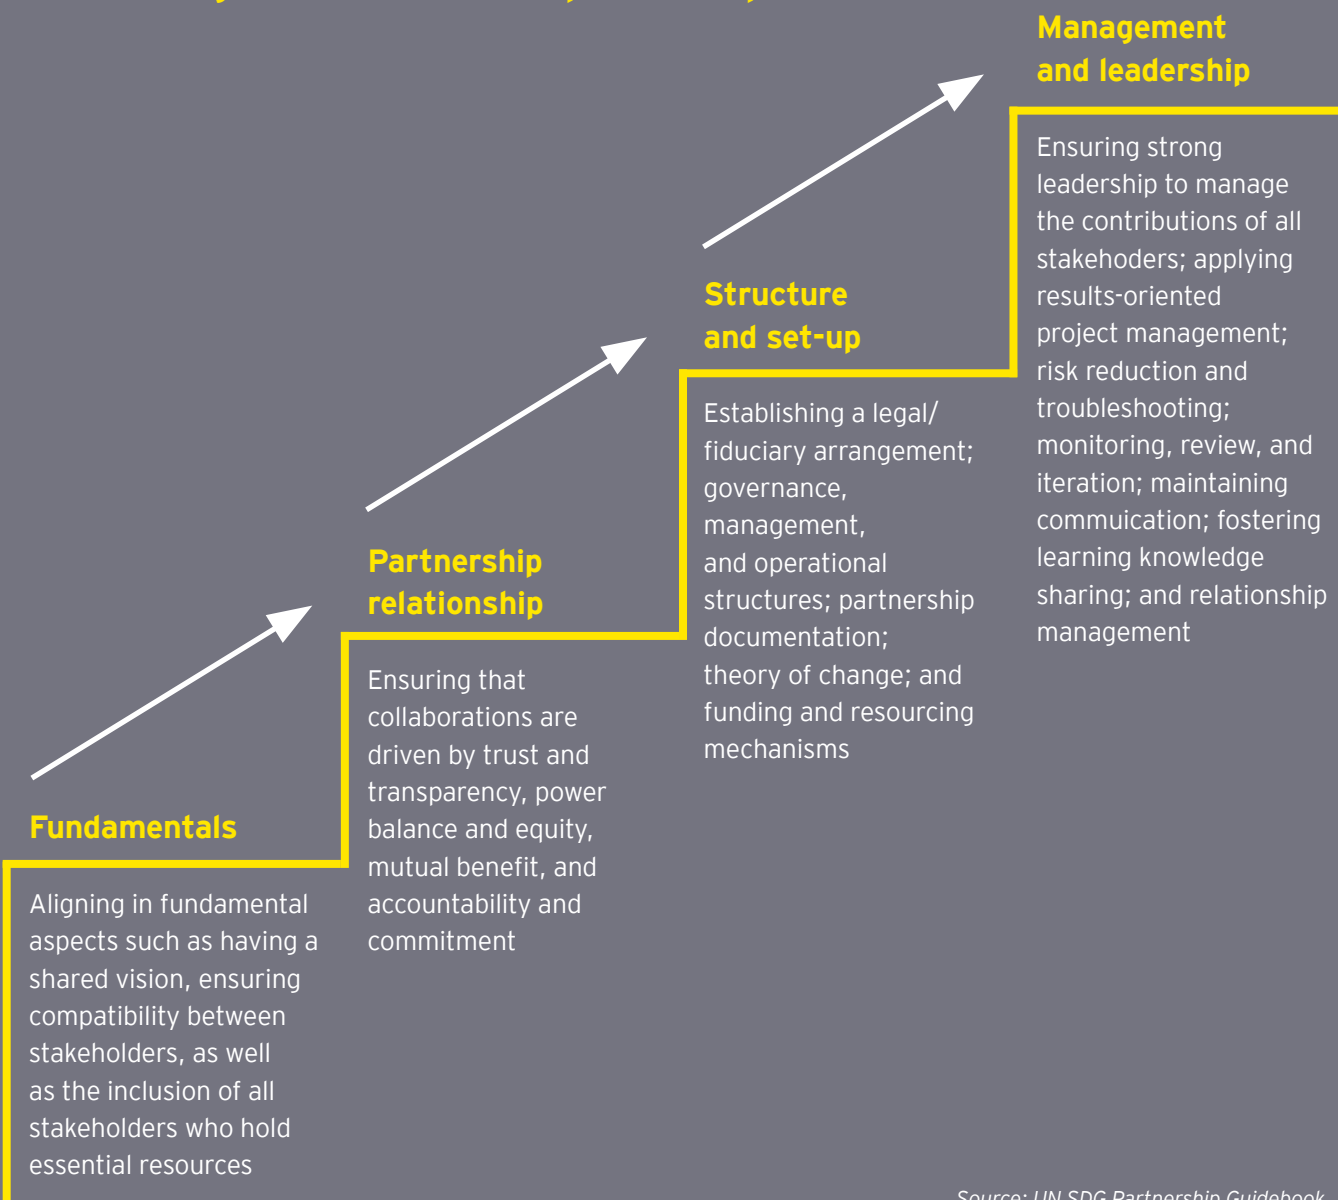 Management
and leadership
Ensuring strong
leadership to manage
the contributions of all
stakehoders; applying
results-oriented
project management;
risk reduction and
troubleshooting;
monitoring, review, and
iteration; maintaining
commuication; fostering
learning knowledge
sharing; and relationship
management
Structure
and set-up
Establishing a legal/
fiduciary arrangement;
governance,
management,
and operational
structures; partnership
documentation;
theory of change; and
funding and resourcing
mechanisms
Partnership
relationship
Ensuring that
collaborations are
driven by trust and
transparency, power
balance and equity,
mutual benefit, and
accountability and
commitment
Fundamentals
Aligning in fundamental
aspects such as having a
shared vision, ensuring
compatibility between
stakeholders, as well
as the inclusion of all
stakeholders who hold
essential resources
Source: UN SDG Partnership Guidebook